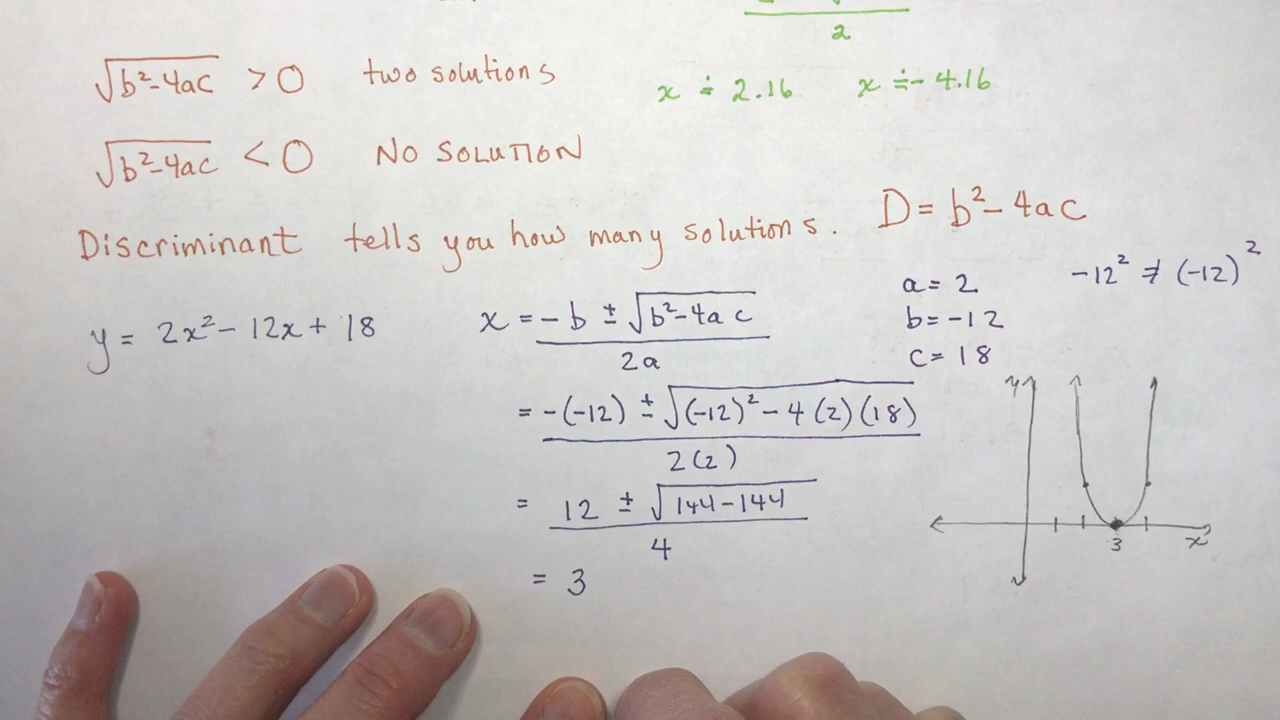 2
√b²-4ac > 0 two solutions
x ≐ 2.16 x ≐ -4.16
√b²-4ac < 0 NO SOLUTION
Discriminant tells you how many solutions. D = b²-4ac
y = 2x²-12x+18
x = -b ± √b²-4ac
2a
= -(-12) ± √(-12)²-4(2)(18)
2(2)
= 12 ± √144-144
4
= 3
a = 2
b = -12
c = 18
-12² ≠ (-12)²
y
3
x